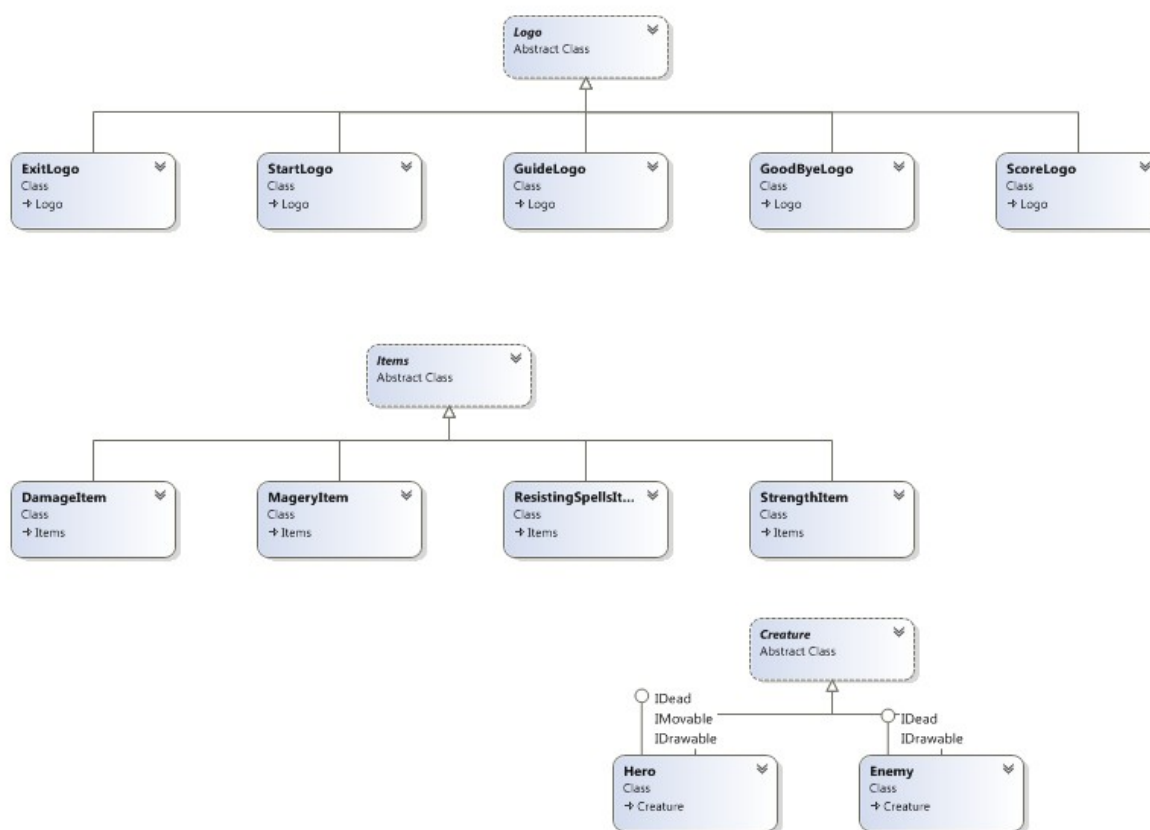 Logo
Abstract Class
ExitLogo
Class
Logo
StartLogo
Class
Logo
GuideLogo
Class
Logo
GoodByeLogo
Class
Logo
ScoreLogo
Class
Logo
Items
Abstract Class
DamageItem
Class
Items
MageryItem
Class
Items
ResistingSpellsIt...
Class
Items
StrengthItem
Class
Items
Creature
Abstract Class
IDead
IMovable
IDrawable
Hero
Class
Creature
IDead
IDrawable
Enemy
Class
Creature